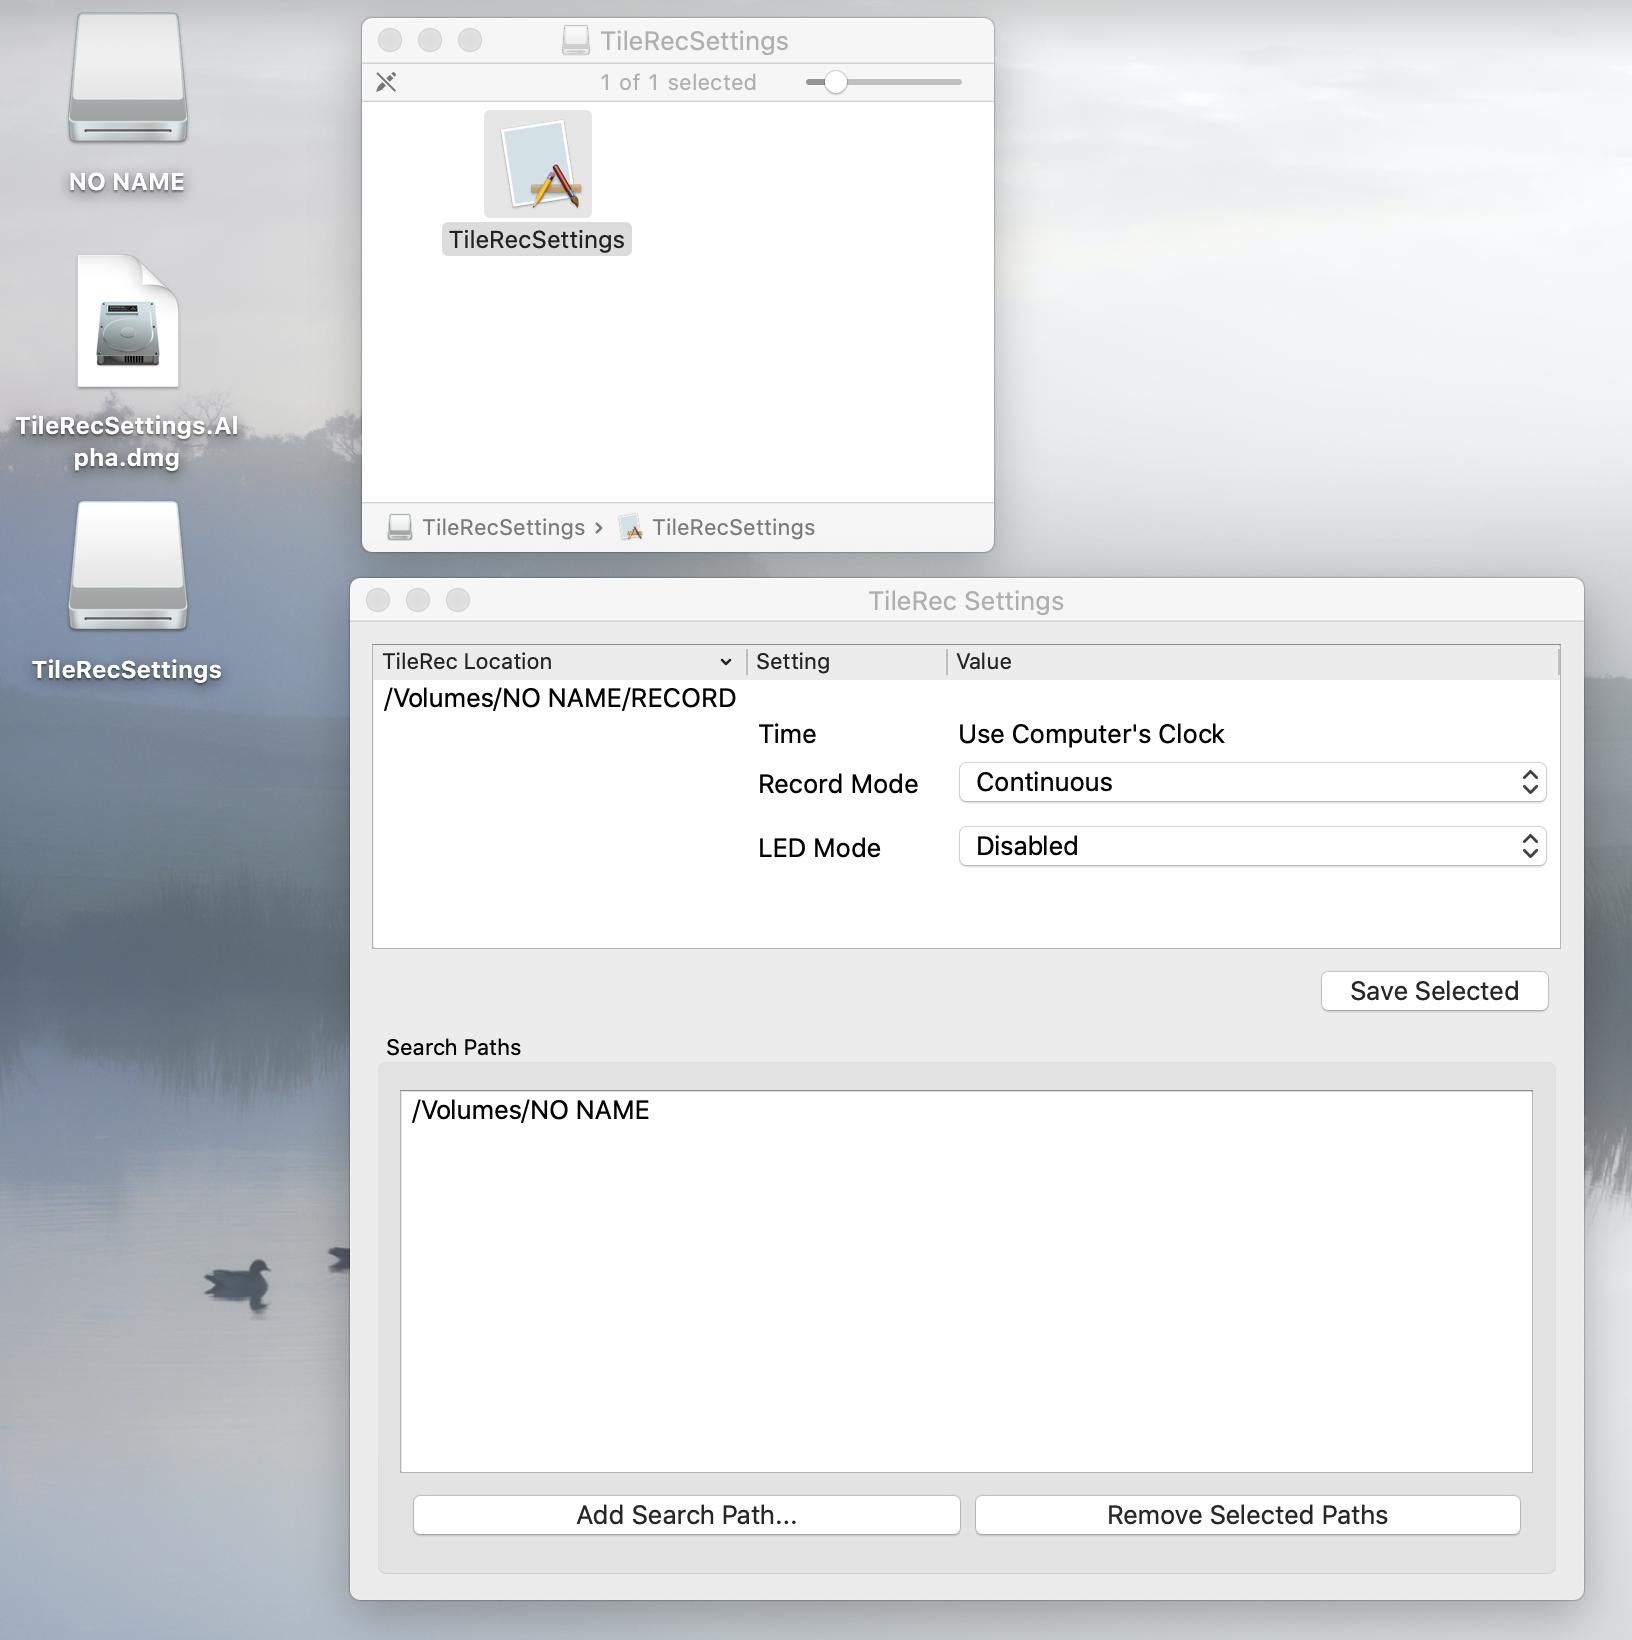 NO NAME
TileRecSettings.Al
pha.dmg
TileRecSettings
TileRecSettings
1 of 1 selected
TileRecSettings
TileRecSettings › TileRecSettings
TileRec Settings
TileRec Location Setting Value
/Volumes/NO NAME/RECORD
Time Use Computer's Clock
Record Mode Continuous
LED Mode Disabled
Save Selected
Search Paths
/Volumes/NO NAME
Add Search Path... Remove Selected Paths